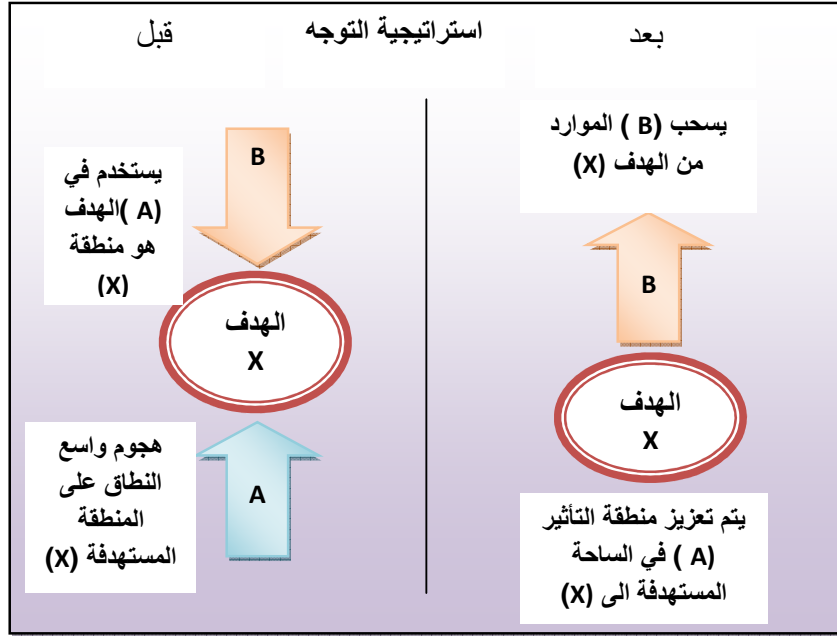 بعد
استراتيجية التوجه
قبل
B
يستخدم في
(A )الهدف
هو منطقة
(X)
الهدف
X
هجوم واسع
النطاق على
المنطقة
المستهدفة (X)
A
يسحب (B ) الموارد
من الهدف (X)
B
الهدف
X
يتم تعزيز منطقة التأثير
(A ) في الساحة
المستهدفة الى (X)